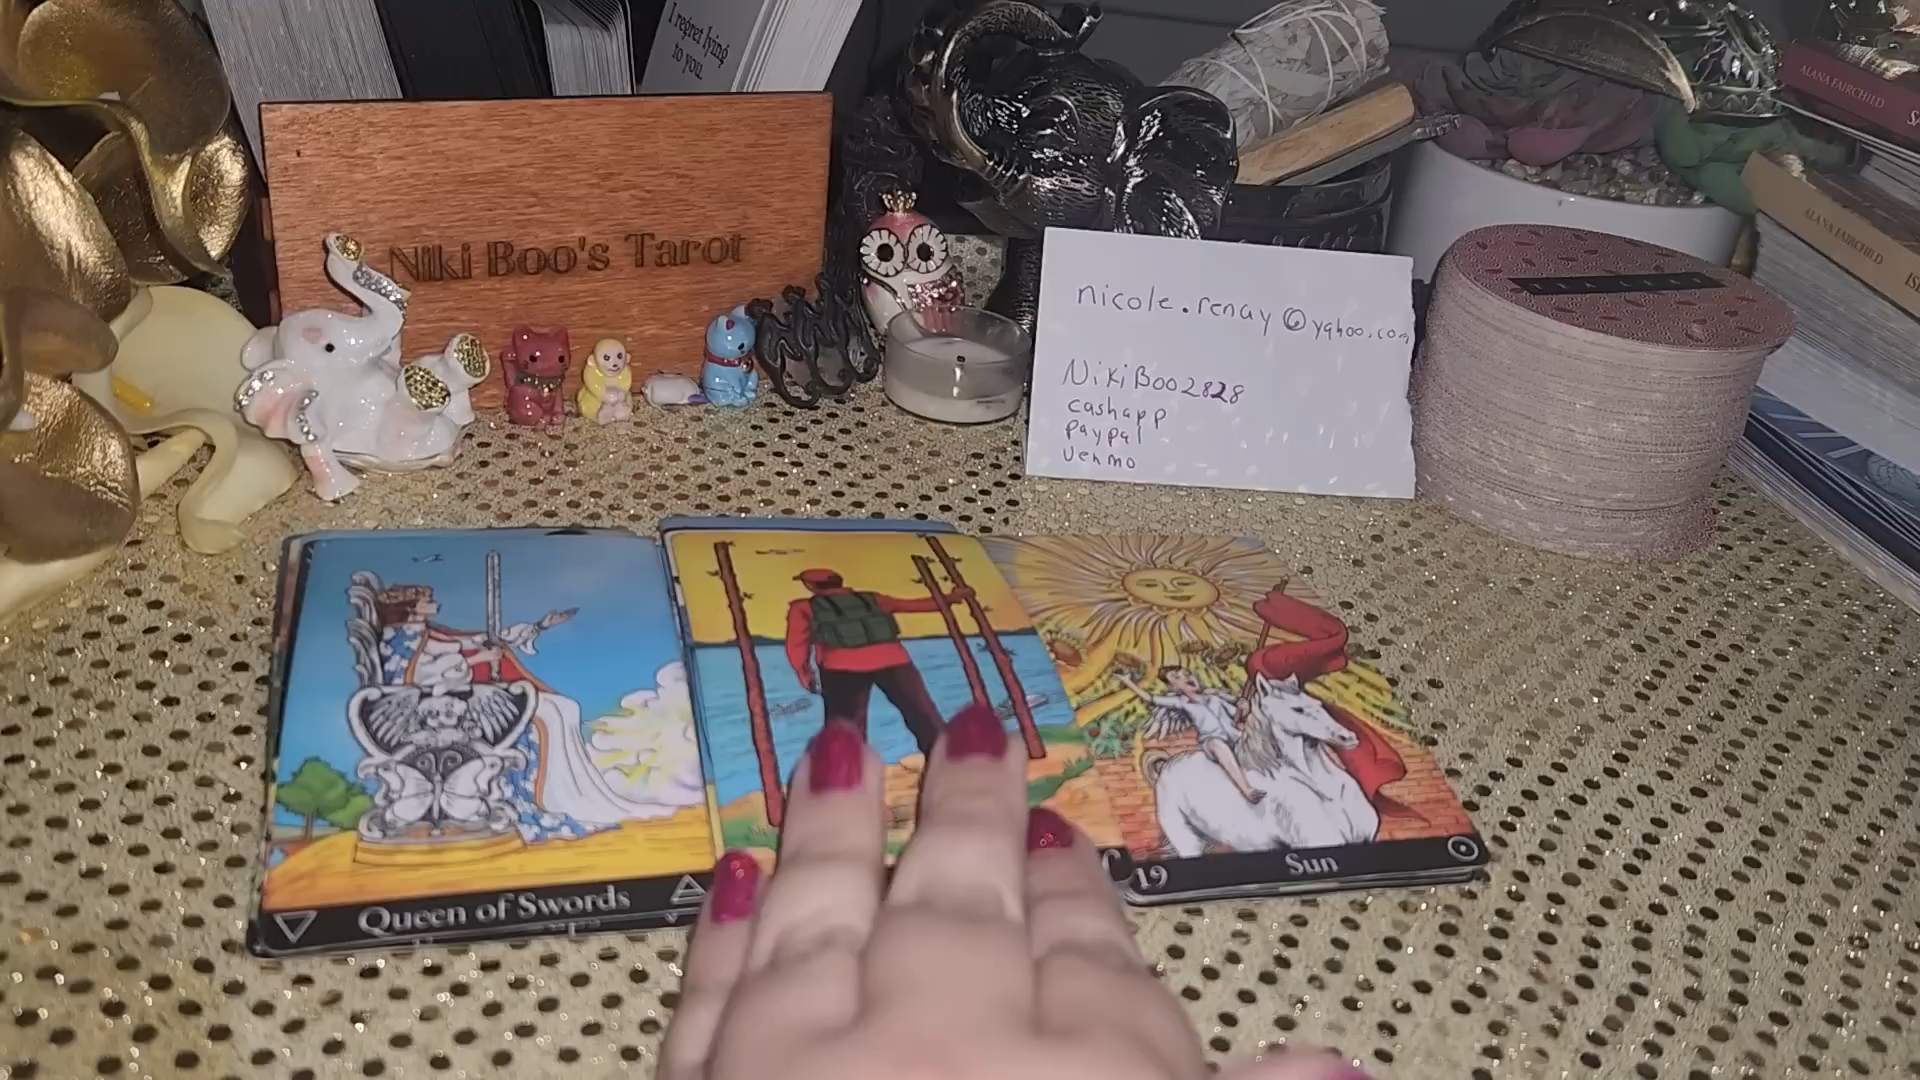 I regret lying
to you.
Niki Boo's Tarot
nicole.renay@yahoo.com
NikiBoo2828
cashapp
paypal
venmo
ALANA FAIRCHILD
ALANA FAIRCHILD
Queen of Swords
19 Sun